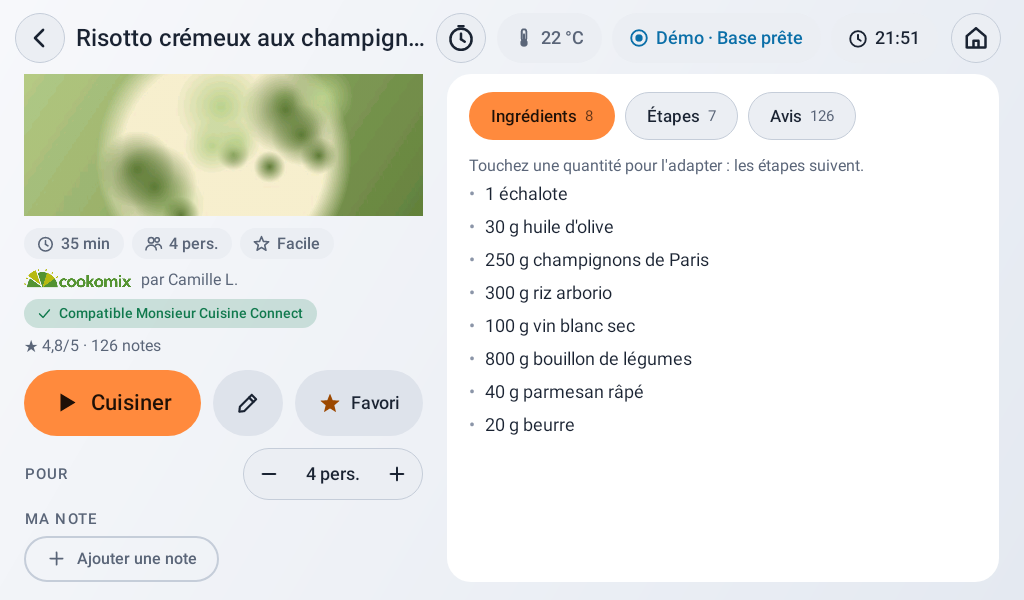 Risotto crémeux aux champign…
22 °C
Démo · Base prête
21:51
35 min
4 pers.
Facile
cookomix par Camille L.
Compatible Monsieur Cuisine Connect
★ 4,8/5 · 126 notes
Cuisiner
Favori
POUR
4 pers.
MA NOTE
Ajouter une note
Ingrédients 8
Étapes 7
Avis 126
Touchez une quantité pour l'adapter : les étapes suivent.
• 1 échalote
• 30 g huile d'olive
• 250 g champignons de Paris
• 300 g riz arborio
• 100 g vin blanc sec
• 800 g bouillon de légumes
• 40 g parmesan râpé
• 20 g beurre